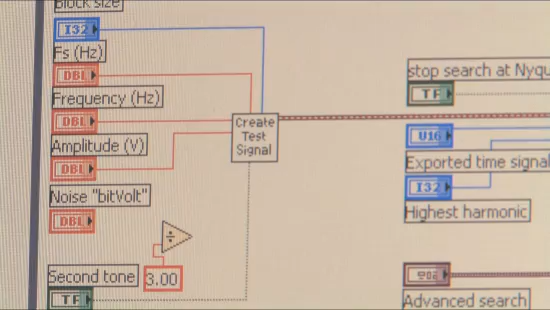 Block size
I32
Fs (Hz)
DBL
Frequency (Hz)
DBL
Amplitude (V)
DBL
Noise "bitVolt"
DBL
÷
Second tone
3.00
TF
Create
Test
Signal
stop search at Nyqu
TF
U16
Exported time signal
I32
Highest harmonic
Advanced search